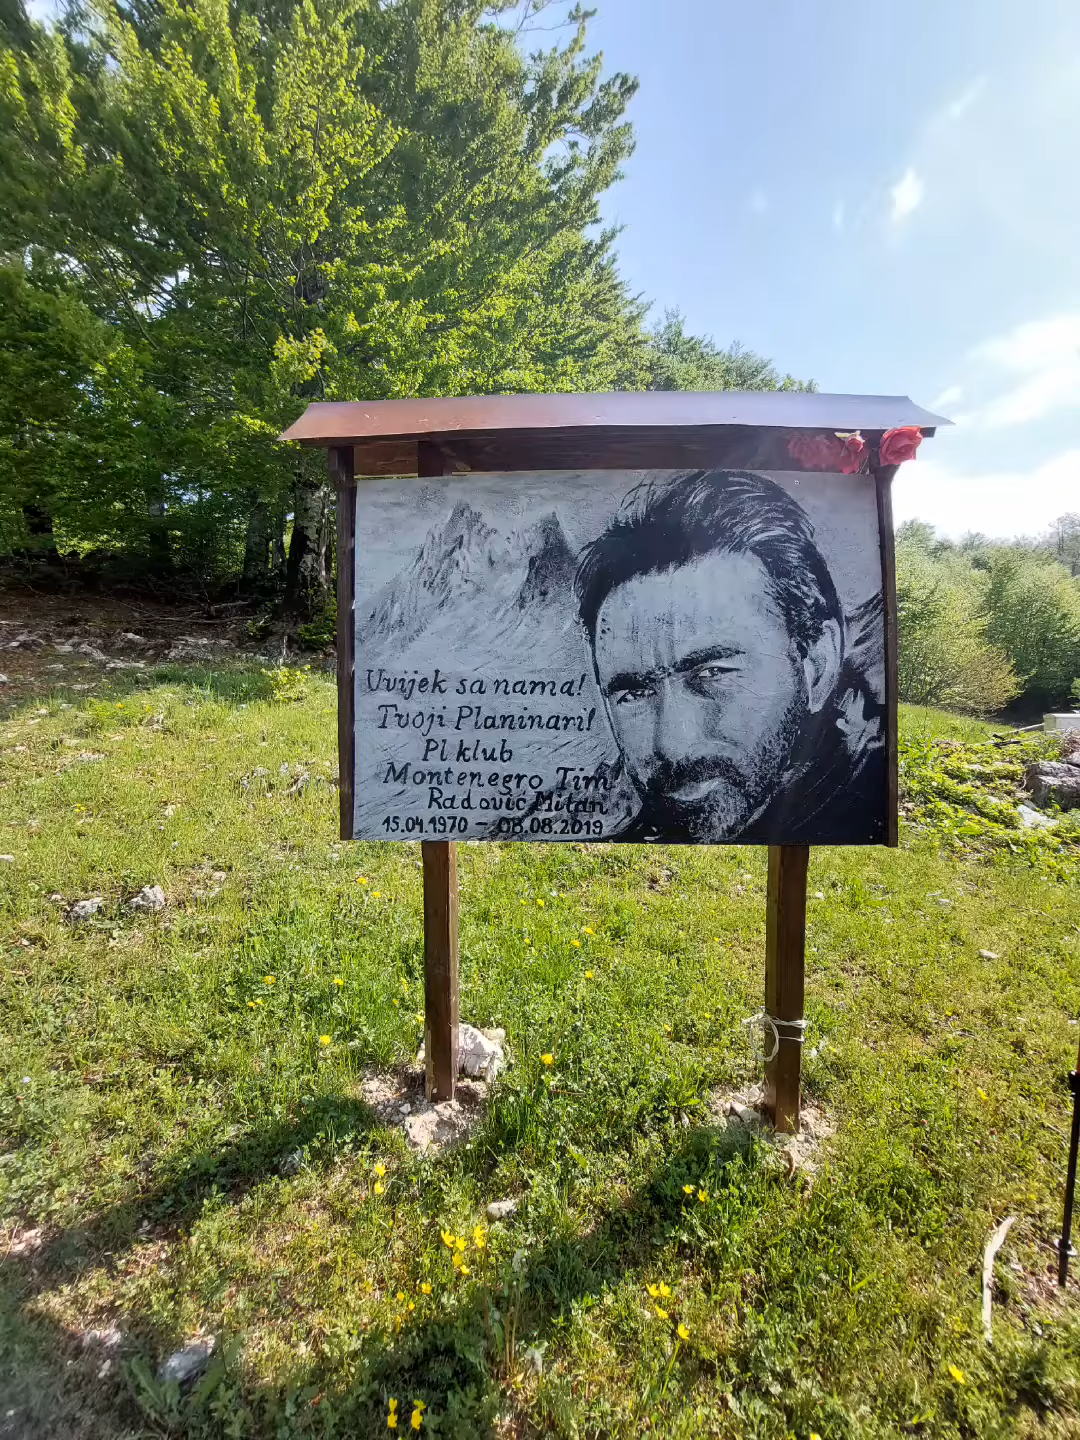 Uvijek sa nama!
Tvoji Planinari!
Pl klub
Montenegro Tim
Radović Milan
15.04.1970 - 08.08.2019